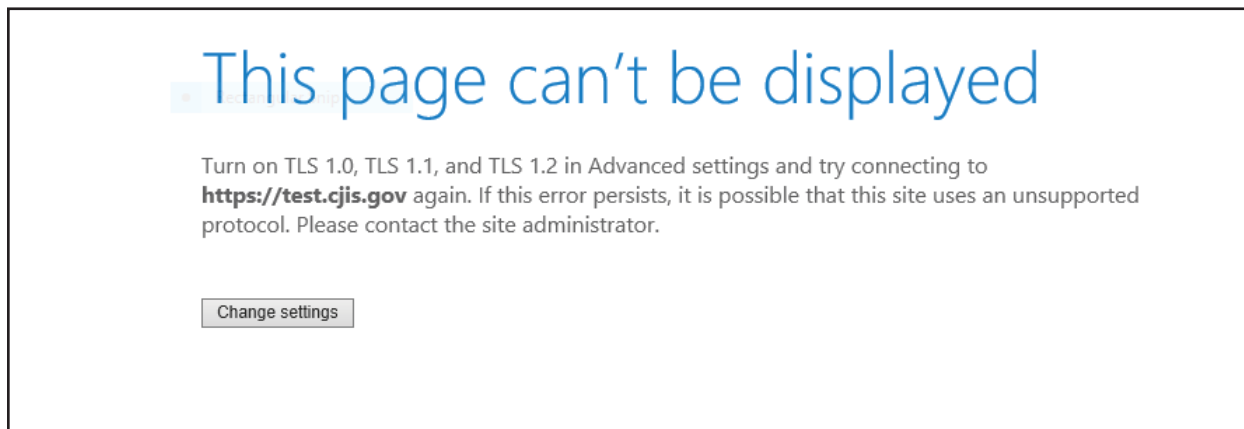 This page can't be displayed
Turn on TLS 1.0, TLS 1.1, and TLS 1.2 in Advanced settings and try connecting to
https://test.cjis.gov again. If this error persists, it is possible that this site uses an unsupported
protocol. Please contact the site administrator.
Change settings